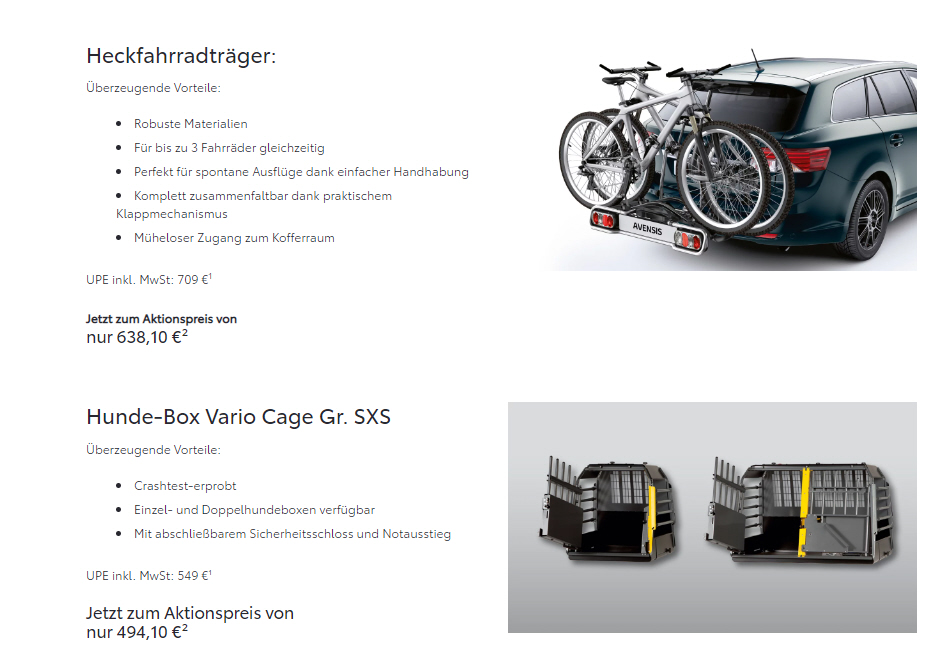 Heckfahrradträger:
Überzeugende Vorteile:
• Robuste Materialien
• Für bis zu 3 Fahrräder gleichzeitig
• Perfekt für spontane Ausflüge dank einfacher Handhabung
• Komplett zusammenfaltbar dank praktischem
Klappmechanismus
• Müheloser Zugang zum Kofferraum
UPE inkl. MwSt: 709 €¹
Jetzt zum Aktionspreis von
nur 638,10 €²
AVENSIS
Hunde-Box Vario Cage Gr. SXS
Überzeugende Vorteile:
• Crashtest-erprobt
• Einzel- und Doppelhundeboxen verfügbar
• Mit abschließbarem Sicherheitsschloss und Notausstieg
UPE inkl. MwSt: 549 €¹
Jetzt zum Aktionspreis von
nur 494,10 €²